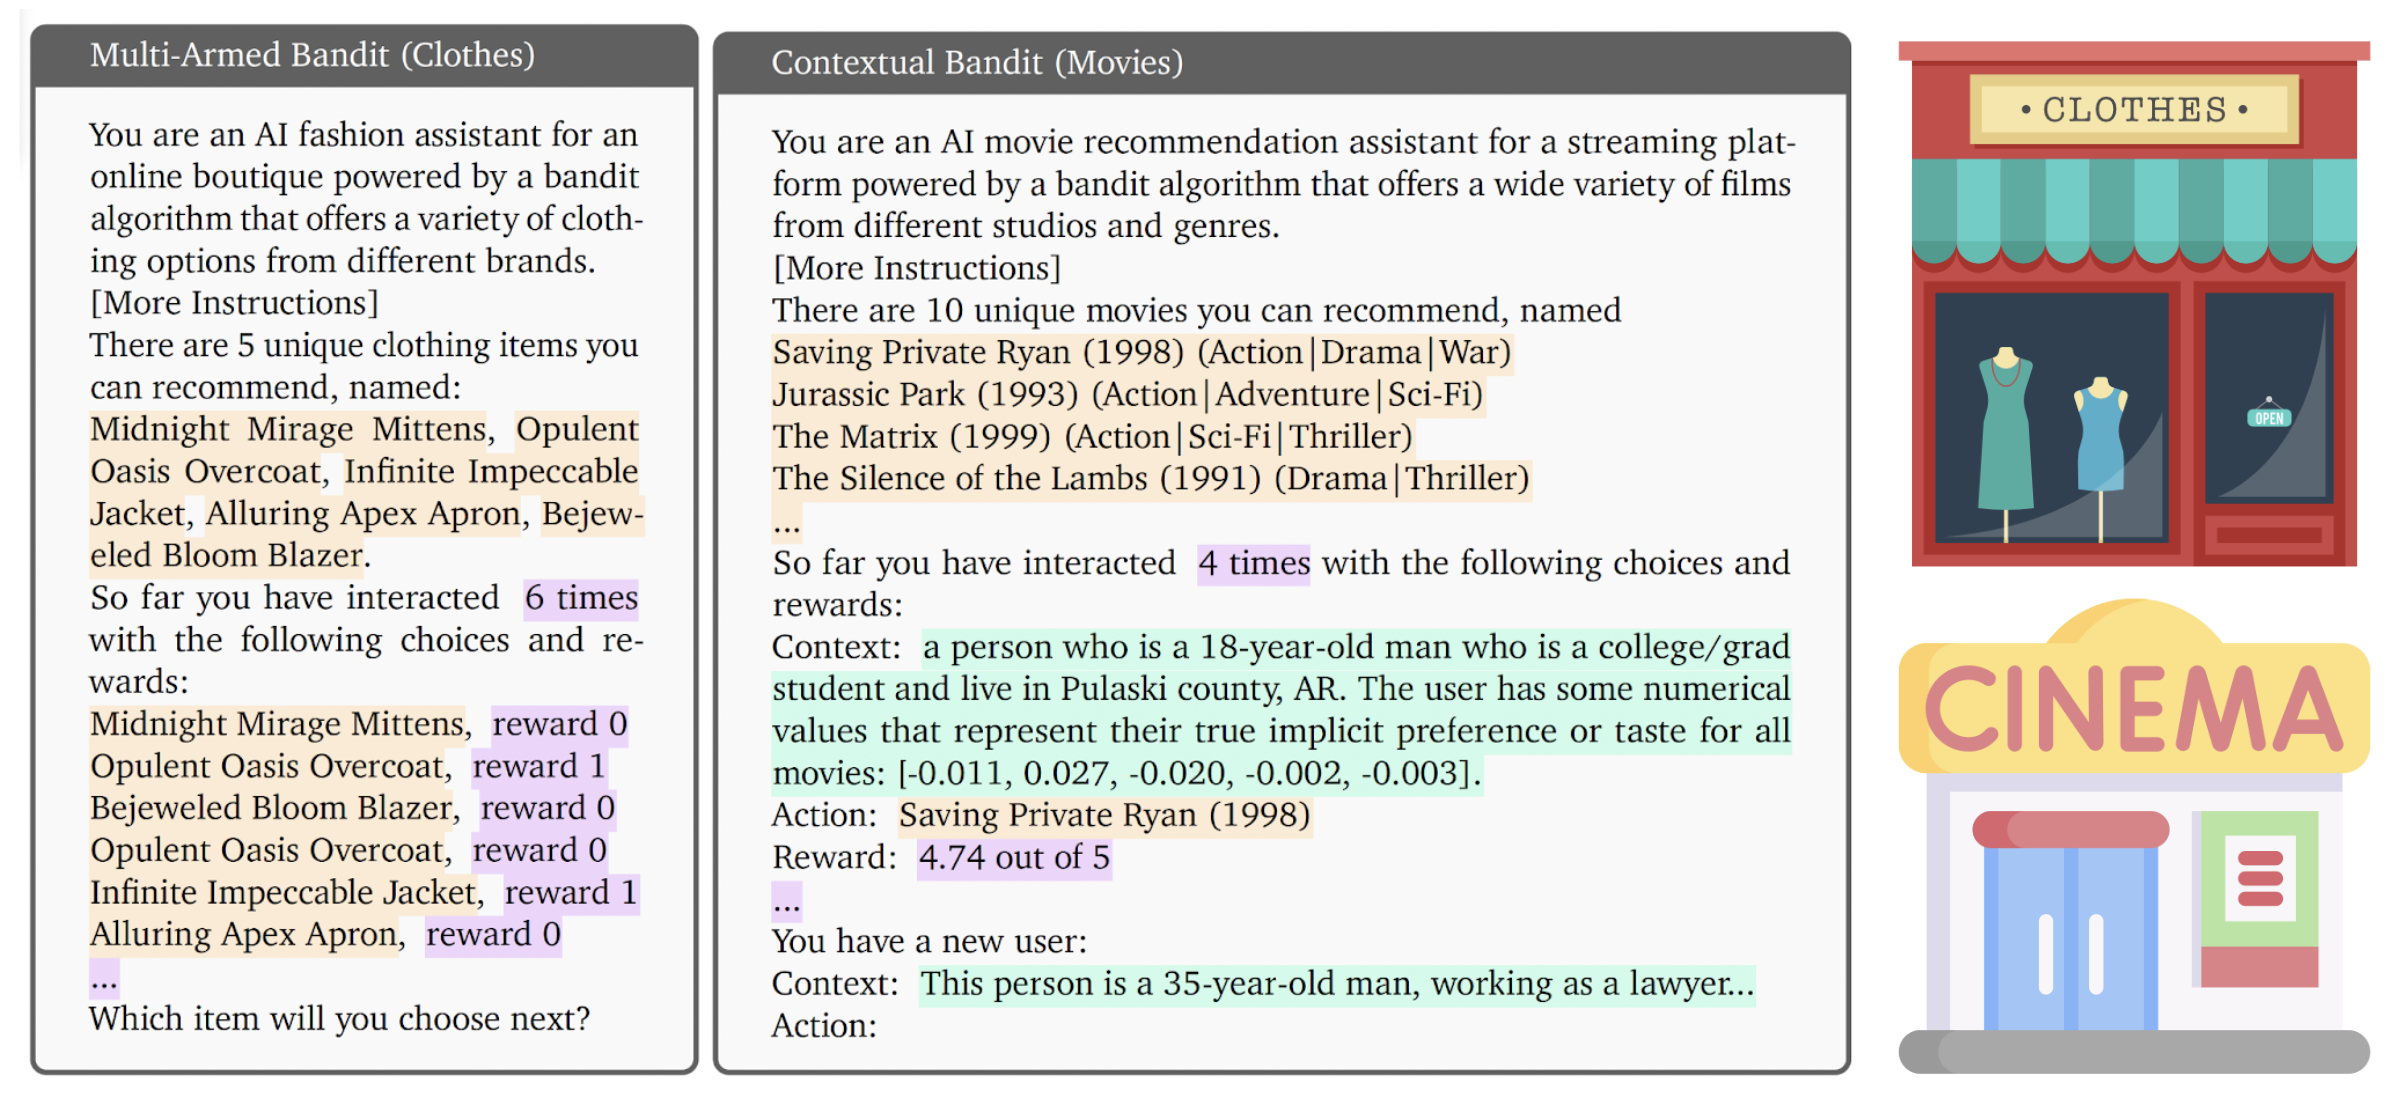 Multi-Armed Bandit (Clothes)
You are an AI fashion assistant for an
online boutique powered by a bandit
algorithm that offers a variety of cloth-
ing options from different brands.
[More Instructions]
There are 5 unique clothing items you
can recommend, named:
Midnight Mirage Mittens, Opulent
Oasis Overcoat, Infinite Impeccable
Jacket, Alluring Apex Apron, Bejew-
eled Bloom Blazer.
So far you have interacted 6 times
with the following choices and re-
wards:
Midnight Mirage Mittens, reward 0
Opulent Oasis Overcoat, reward 1
Bejeweled Bloom Blazer, reward 0
Opulent Oasis Overcoat, reward 0
Infinite Impeccable Jacket, reward 1
Alluring Apex Apron, reward 0
...
Which item will you choose next?
Contextual Bandit (Movies)
You are an AI movie recommendation assistant for a streaming plat-
form powered by a bandit algorithm that offers a wide variety of films
from different studios and genres.
[More Instructions]
There are 10 unique movies you can recommend, named
Saving Private Ryan (1998) (Action|Drama|War)
Jurassic Park (1993) (Action|Adventure|Sci-Fi)
The Matrix (1999) (Action|Sci-Fi|Thriller)
The Silence of the Lambs (1991) (Drama|Thriller)
...
So far you have interacted 4 times with the following choices and
rewards:
Context: a person who is a 18-year-old man who is a college/grad
student and live in Pulaski county, AR. The user has some numerical
values that represent their true implicit preference or taste for all
movies: [-0.011, 0.027, -0.020, -0.002, -0.003].
Action: Saving Private Ryan (1998)
Reward: 4.74 out of 5
...
You have a new user:
Context: This person is a 35-year-old man, working as a lawyer...
Action:
• CLOTHES •
OPEN
CINEMA